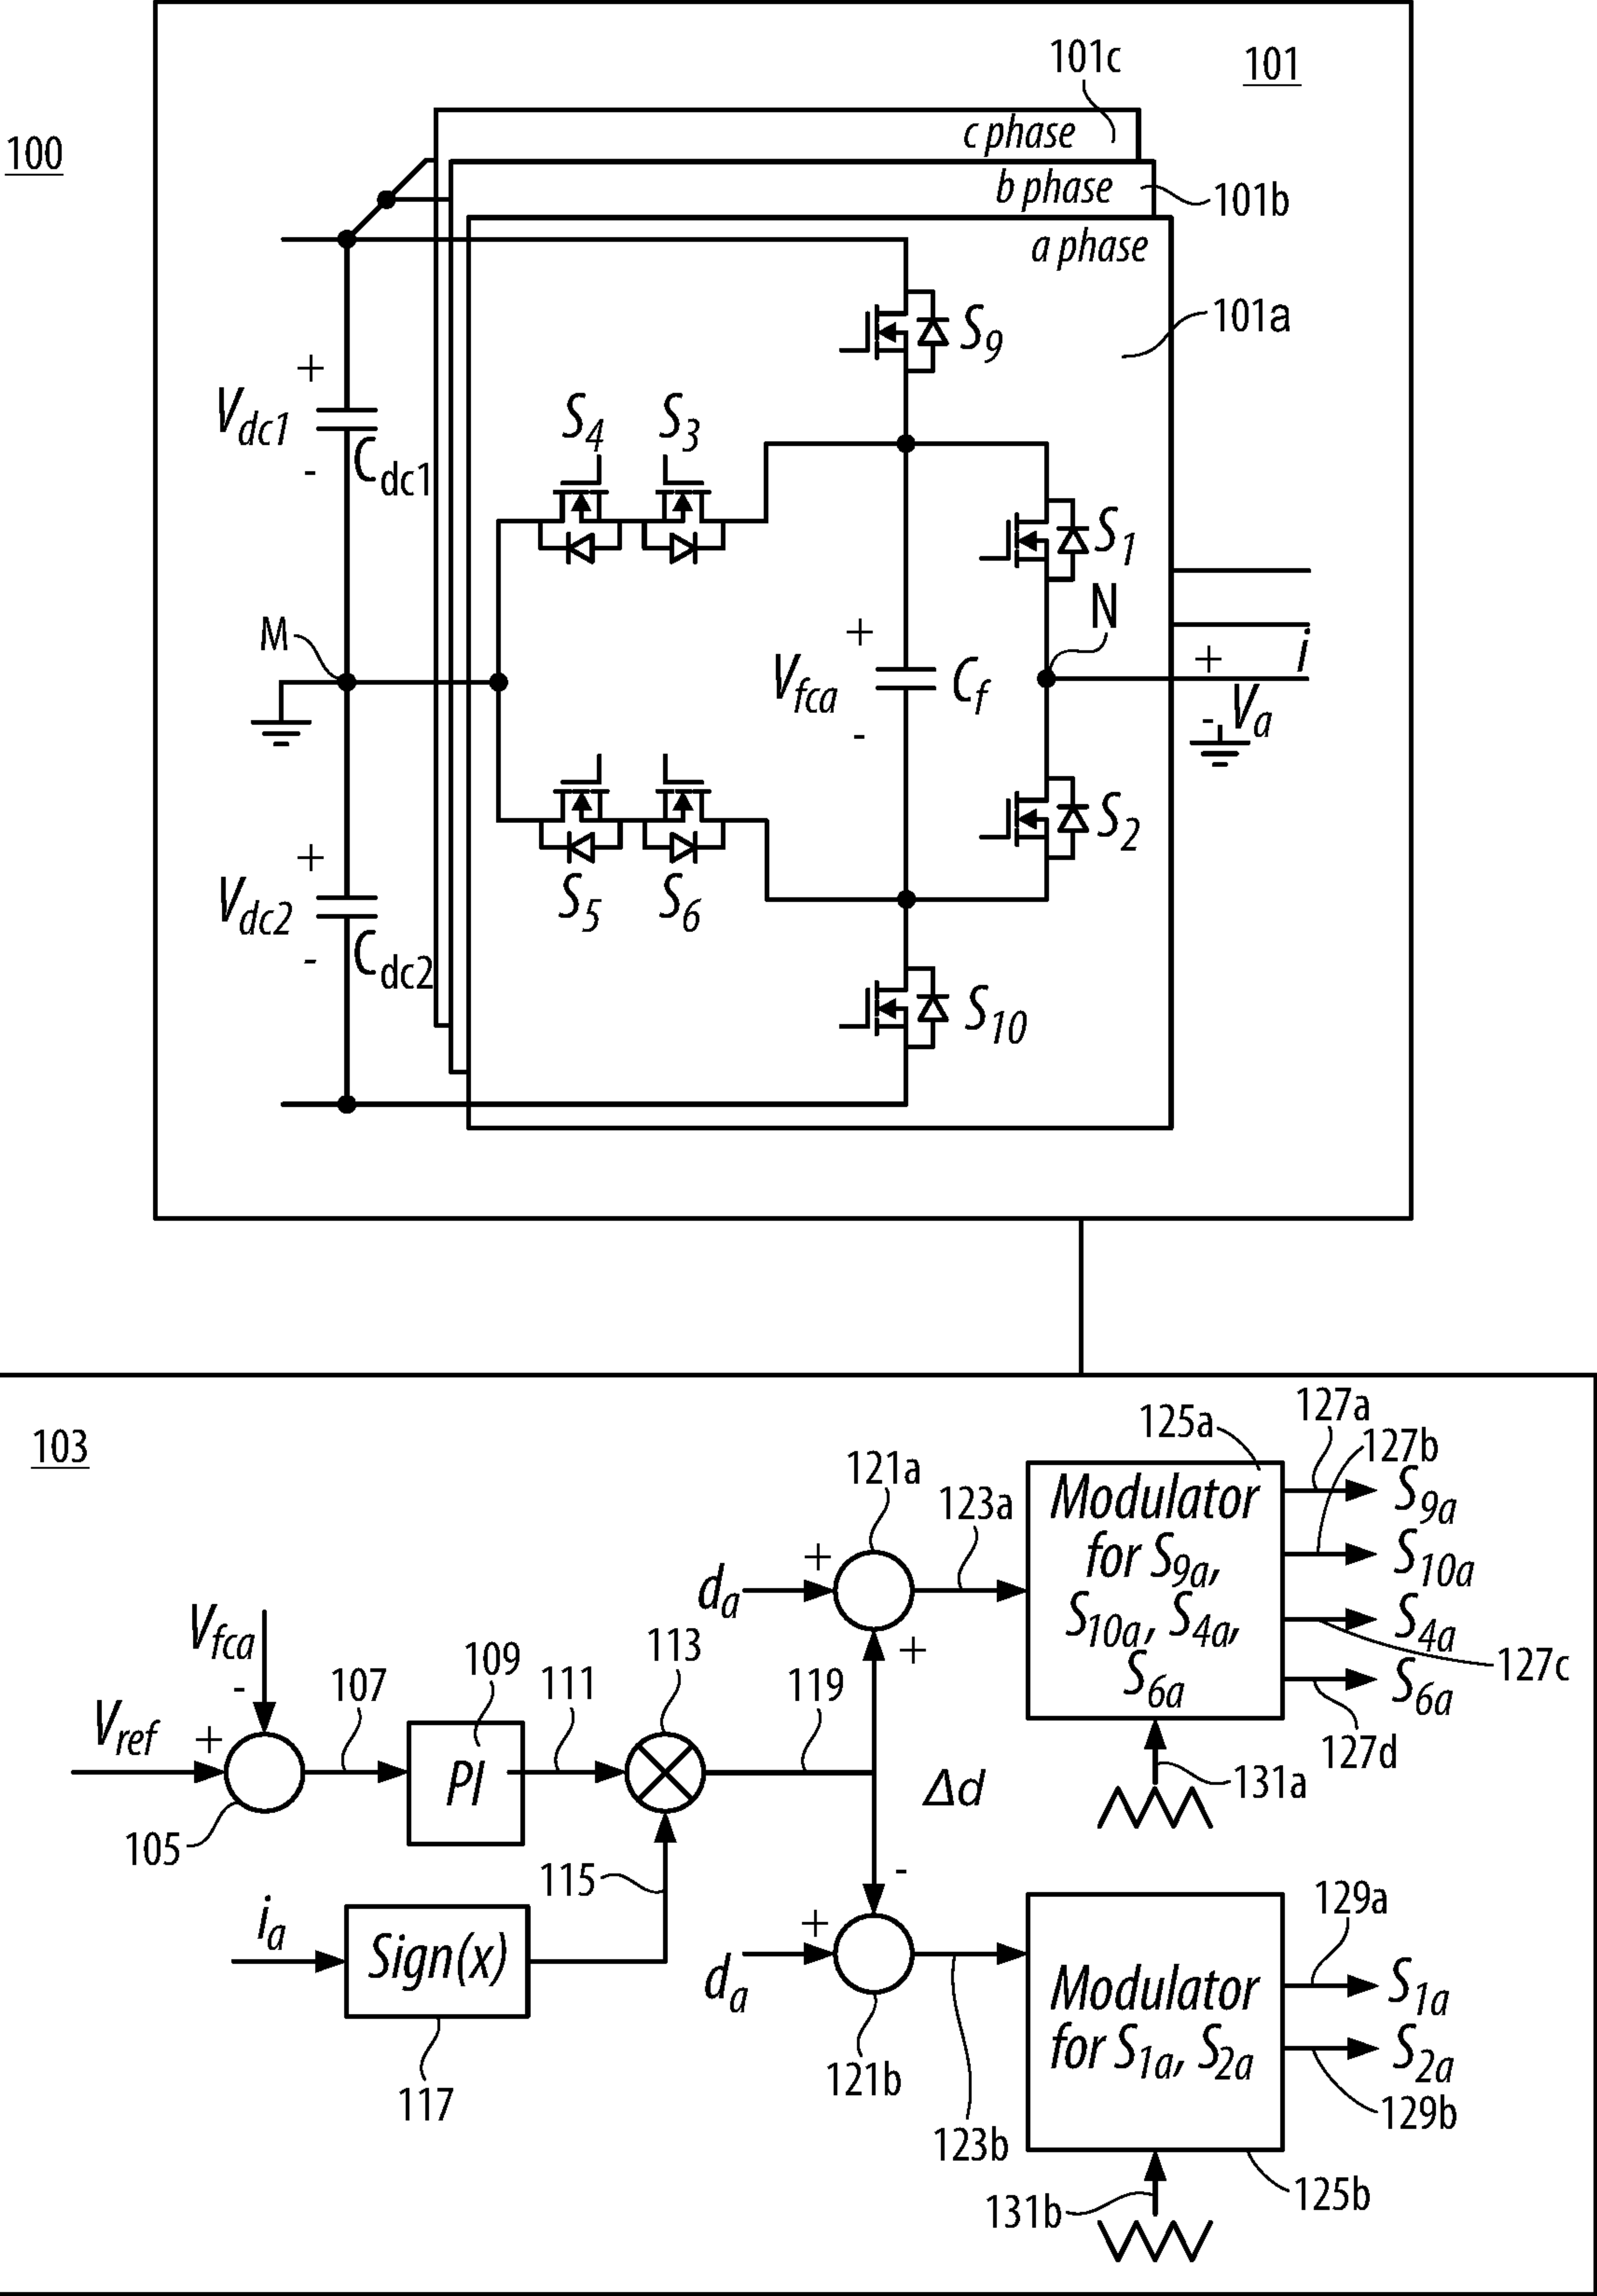 101
101c
100
c phase
b phase
101b
a phase
101a
S9
+
Vdc1
-
Cdc1
S4
S3
S1
M
N
+
Vfca
-
Cf
+
i
-
Va
S5
S6
S2
+
Vdc2
-
Cdc2
S10
103
125a
127a
127b
121a
123a
Modulator
for S9a,
S10a, S4a,
S6a
S9a
S10a
S4a
127c
S6a
127d
da
+
+
Vfca
-
Vref
+
105
107
109
PI
111
113
115
119
Δd
131a
ia
Sign(x)
117
-
+
da
121b
123b
Modulator
for S1a, S2a
129a
S1a
S2a
129b
131b
125b